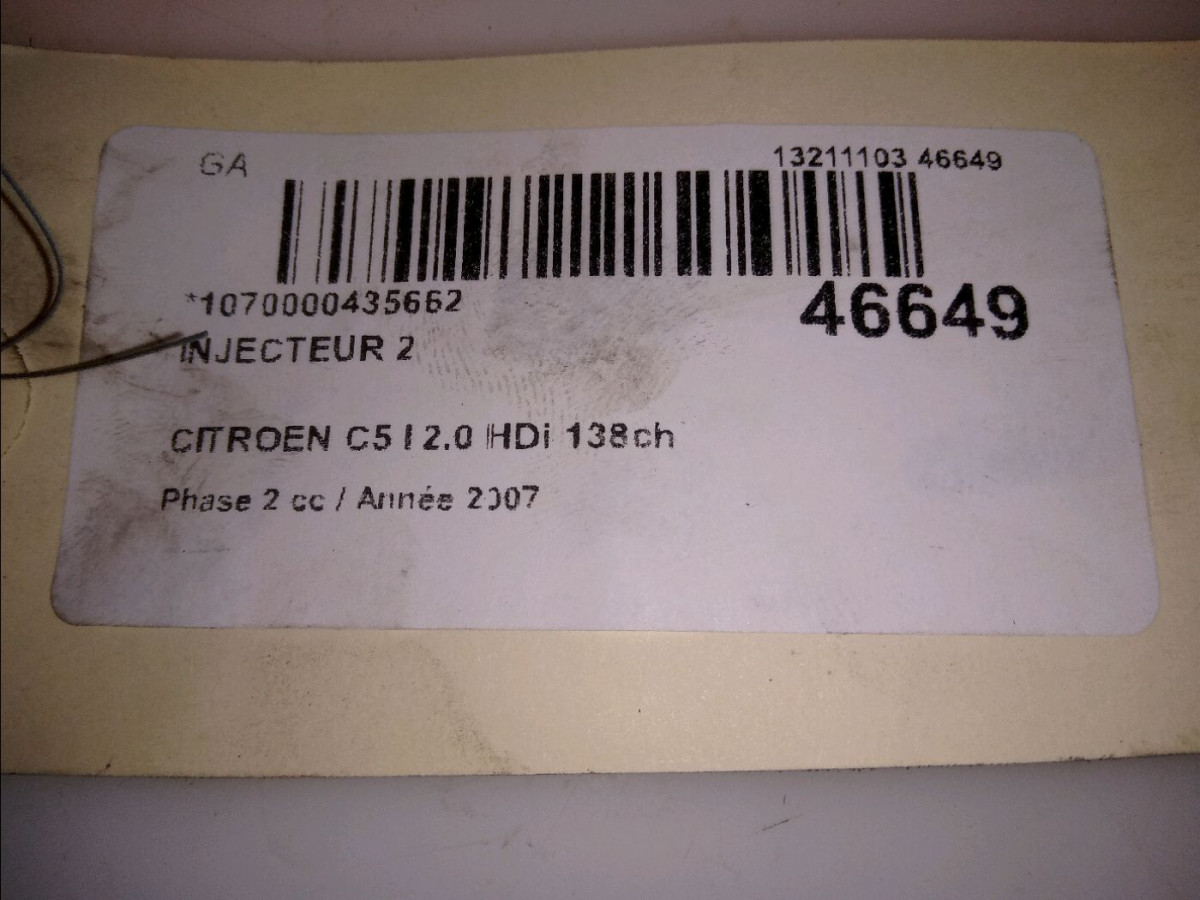 GA
13211103 46649
*1070000435662
46649
INJECTEUR 2
CITROEN C5 I 2.0 HDi 138ch
Phase 2 cc / Année 2007